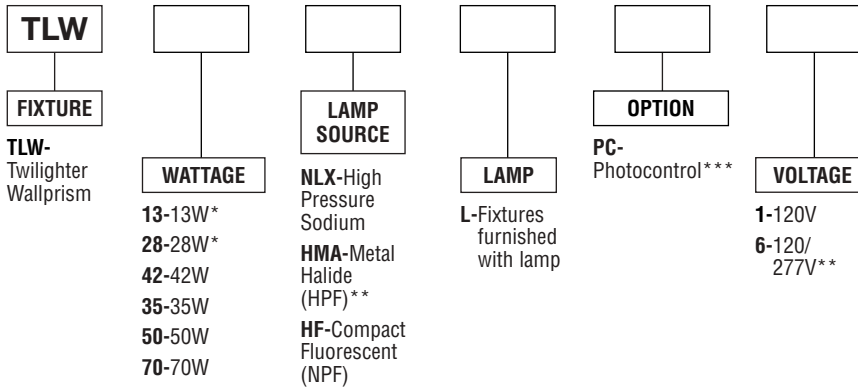 TLW
FIXTURE
TLW-
Twilighter
Wallprism
WATTAGE
13-13W*
28-28W*
42-42W
35-35W
50-50W
70-70W
LAMP
SOURCE
NLX-High
Pressure
Sodium
HMA-Metal
Halide
(HPF)**
HF-Compact
Fluorescent
(NPF)
LAMP
L-Fixtures
furnished
with lamp
OPTION
PC-
Photocontrol***
VOLTAGE
1-120V
6-120/
277V**